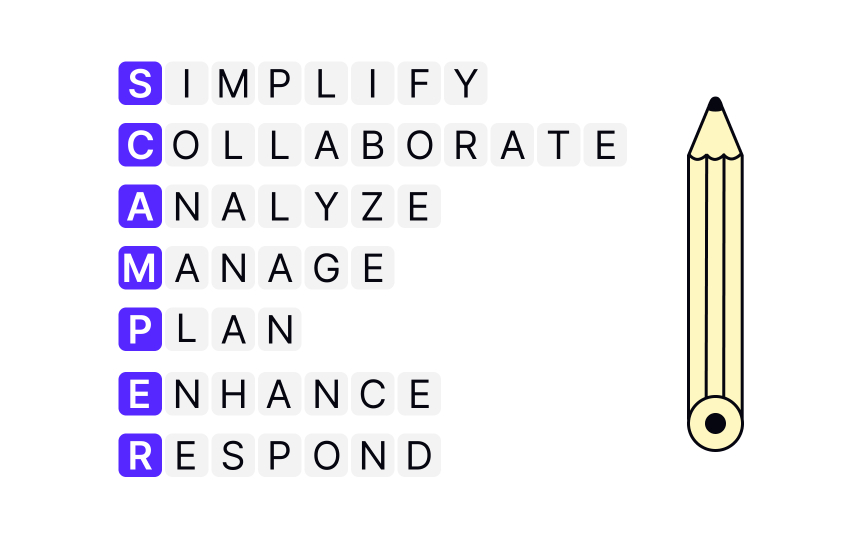 SIMPLIFY
COLLABORATE
ANALYZE
MANAGE
PLAN
ENHANCE
RESPOND